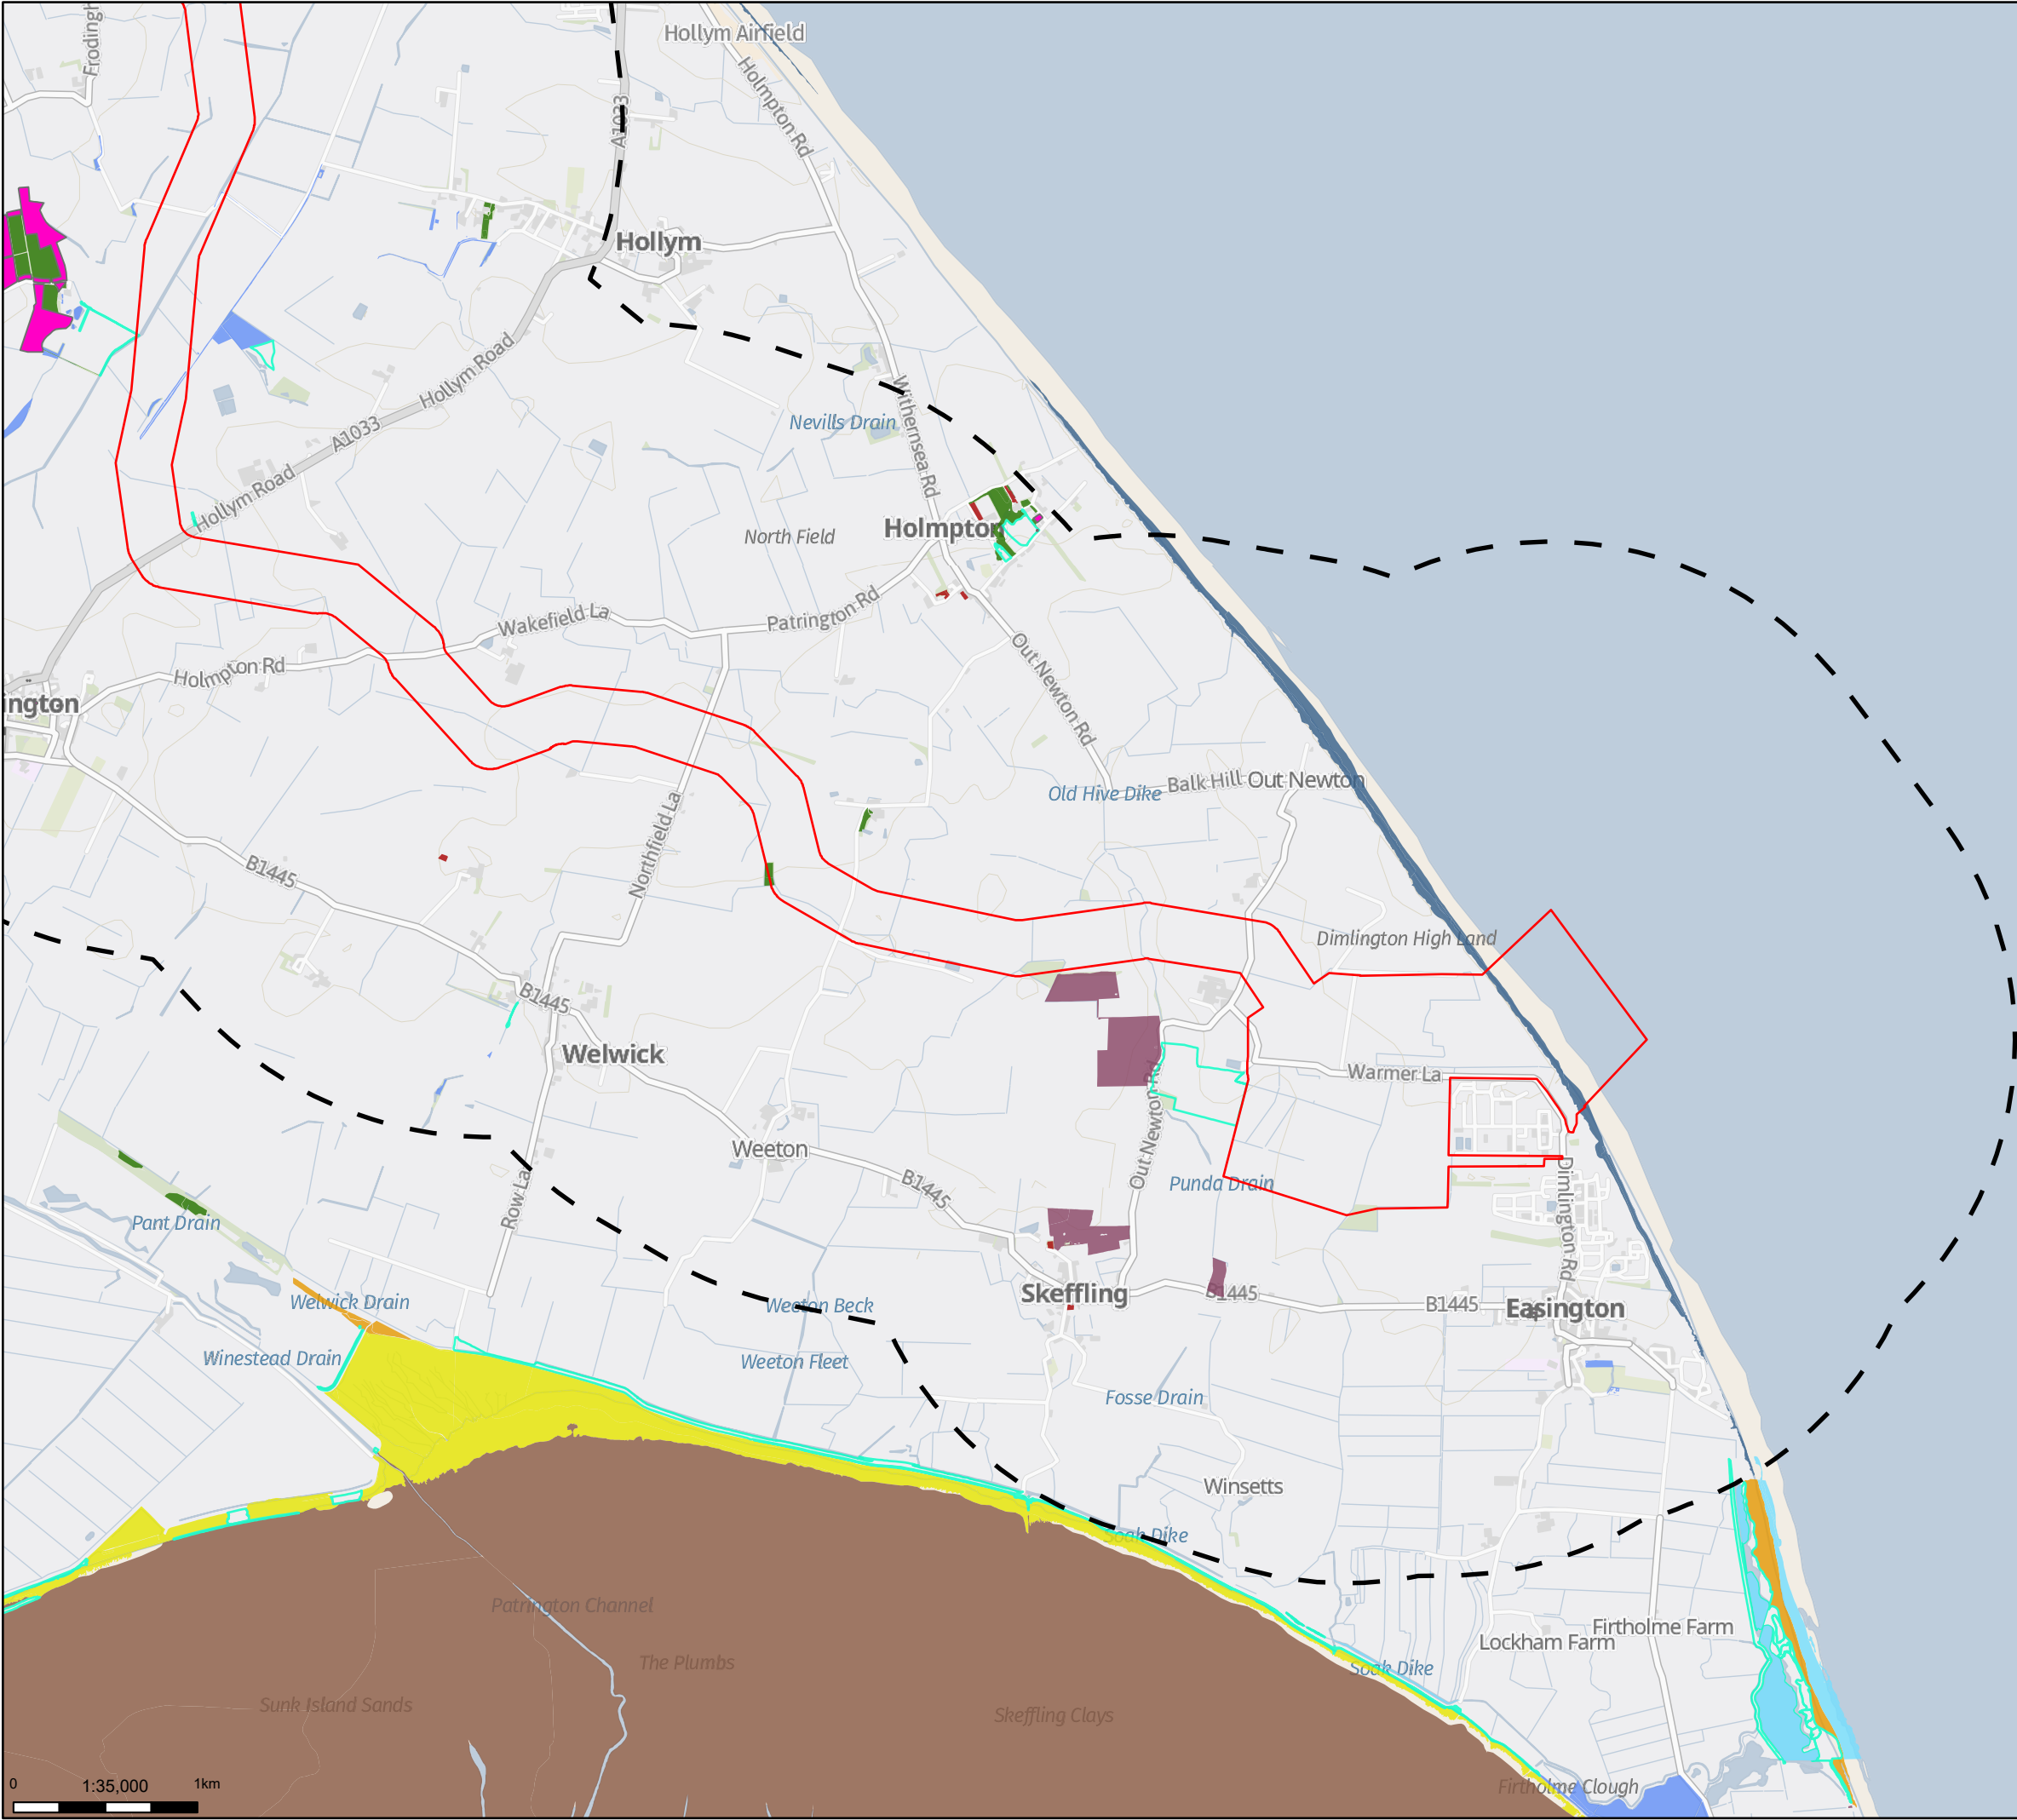 Hollym Airfield
Holmpton Rd
A1033
Hollym
Hollym Road
A1033
Hollym Road
Withernsea Rd
Nevills Drain
North Field
Holmpton
Patrington Rd
Wakefield La
Holmpton Rd
ington
Out Newton Rd
Old Hive Dike
Balk Hill
Out Newton
Northfield La
B1445
Dimlington High Land
B1445
Welwick
Warmer La
Out Newton Rd
Weeton
B1445
Punda Drain
Row La
Dimlington Rd
Pant Drain
Welwick Drain
Weeton Beck
Skeffling
B1445
B1445
Easington
Winestead Drain
Weeton Fleet
Fosse Drain
Winsetts
Soak Dike
Patrington Channel
The Plumbs
Sunk Island Sands
Skeffling Clays
Lockham Farm
Firtholme Farm
Soak Dike
Firtholme Clough
0 1:35,000 1km